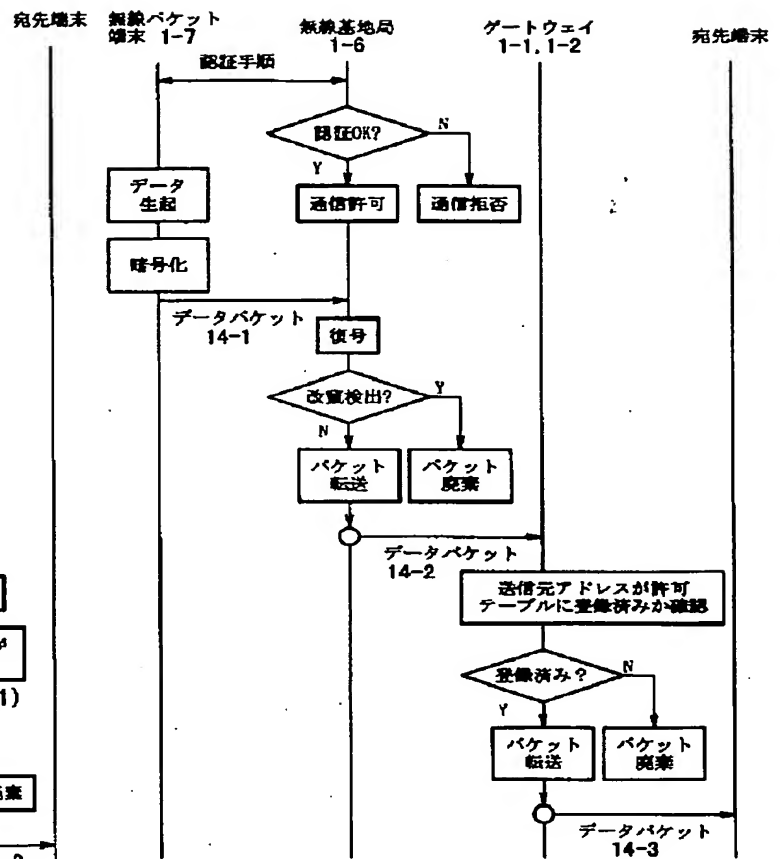 宛先端末
無線パケット
端末 1-7
無線基地局
1-6
ゲートウェイ
1-1, 1-2
宛先端末
認証手順
認証OK?
N
Y
データ
生起
通信許可
通信拒否
暗号化
データパケット
14-1
復号
改竄検出?
Y
N
パケット
転送
パケット
廃棄
データパケット
14-2
送信元アドレスが許可
テーブルに登録済みか確認
が
1)
登録済み?
N
Y
パケット
転送
パケット
廃棄
廃棄
データパケット
14-3